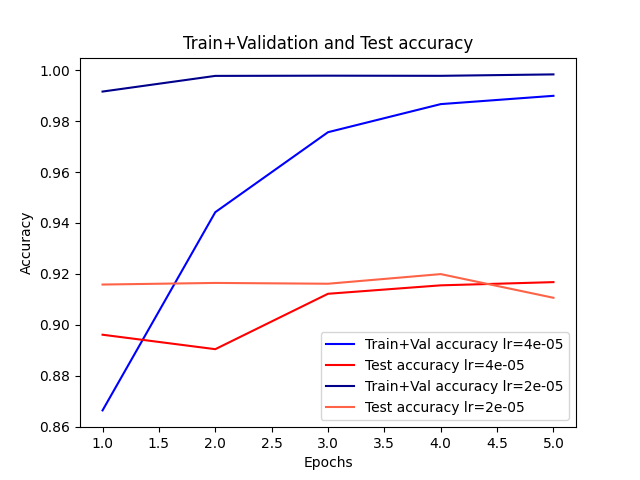 Train+Validation and Test accuracy
Accuracy
1.00
0.98
0.96
0.94
0.92
0.90
0.88
0.86
Train+Val accuracy lr=4e-05
Test accuracy lr=4e-05
Train+Val accuracy lr=2e-05
Test accuracy lr=2e-05
1.0 1.5 2.0 2.5 3.0 3.5 4.0 4.5 5.0
Epochs